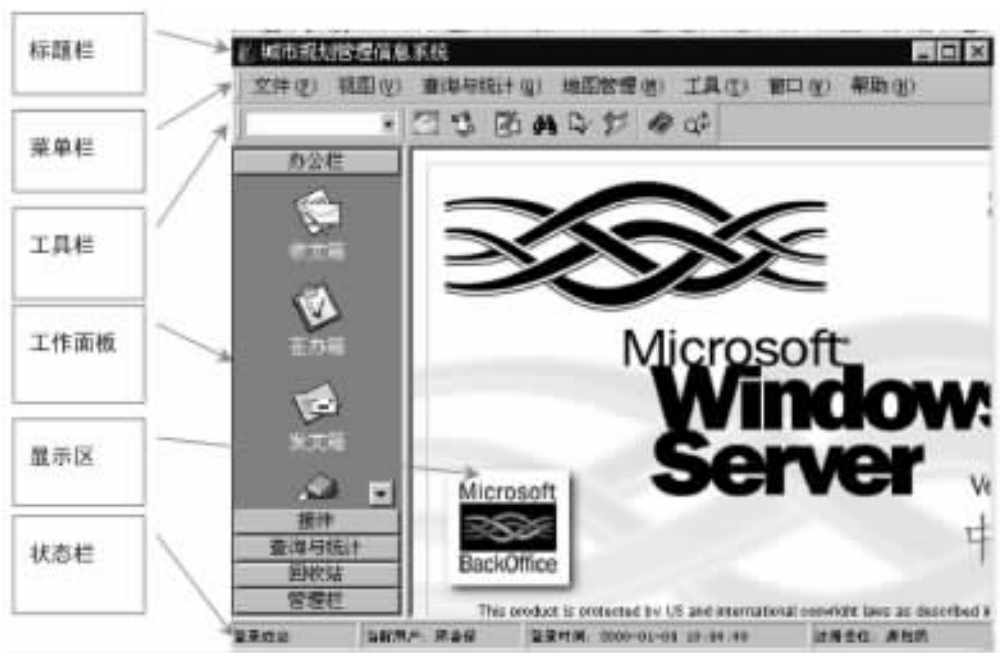 标题栏
菜单栏
工具栏
工作面板
显示区
状态栏
城市规划管理信息系统
文件(F) 视图(V) 查询与统计(Q) 地图管理(M) 工具(T) 窗口(W) 帮助(H)
办公栏
收文箱
在办箱
发文箱
接件
查询与统计
回收站
管理栏
Microsoft
Windows
Server
Microsoft
BackOffice
This product is protected by US and international copyright laws as described
登录成功 当前用户: 登录时间: